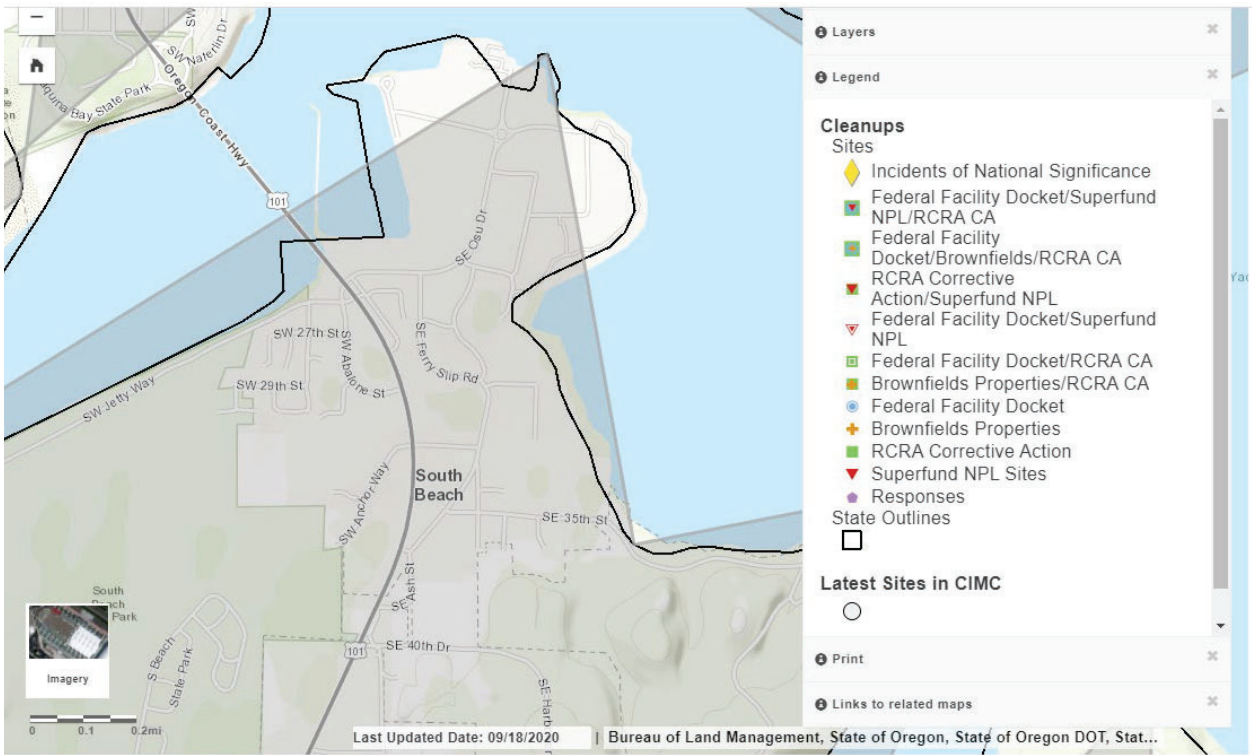 SW
SW Naterlin Dr
Yaquina Bay State Park
Oregon Coast Hwy
101
SE Osu Dr
SW 27th St
SW Abalone St
SE Ferry Slip Rd
SW 29th St
SW Jetty Way
South
Beach
SW Anchor Way
SE 35th St
SE Ash St
South
Beach
Park
S Beach
State Park
101
SE 40th Dr
SE Harb
Imagery
0 0.1 0.2mi
Last Updated Date: 09/18/2020 | Bureau of Land Management, State of Oregon, State of Oregon DOT, Stat...
Layers
Legend
Cleanups
Sites
Incidents of National Significance
Federal Facility Docket/Superfund
NPL/RCRA CA
Federal Facility
Docket/Brownfields/RCRA CA
RCRA Corrective
Action/Superfund NPL
Federal Facility Docket/Superfund
NPL
Federal Facility Docket/RCRA CA
Brownfields Properties/RCRA CA
Federal Facility Docket
Brownfields Properties
RCRA Corrective Action
Superfund NPL Sites
Responses
State Outlines
Latest Sites in CIMC
Print
Links to related maps
Yac